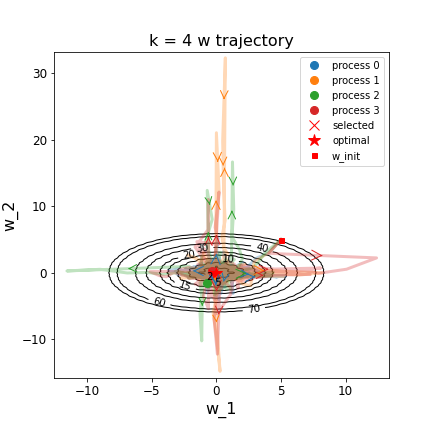 k = 4 w trajectory
process 0
process 1
process 2
process 3
selected
optimal
w_init
w_2
30
20
10
0
−10
30
40
20
10
5
15
60
70
−10
−5
0
5
10
w_1